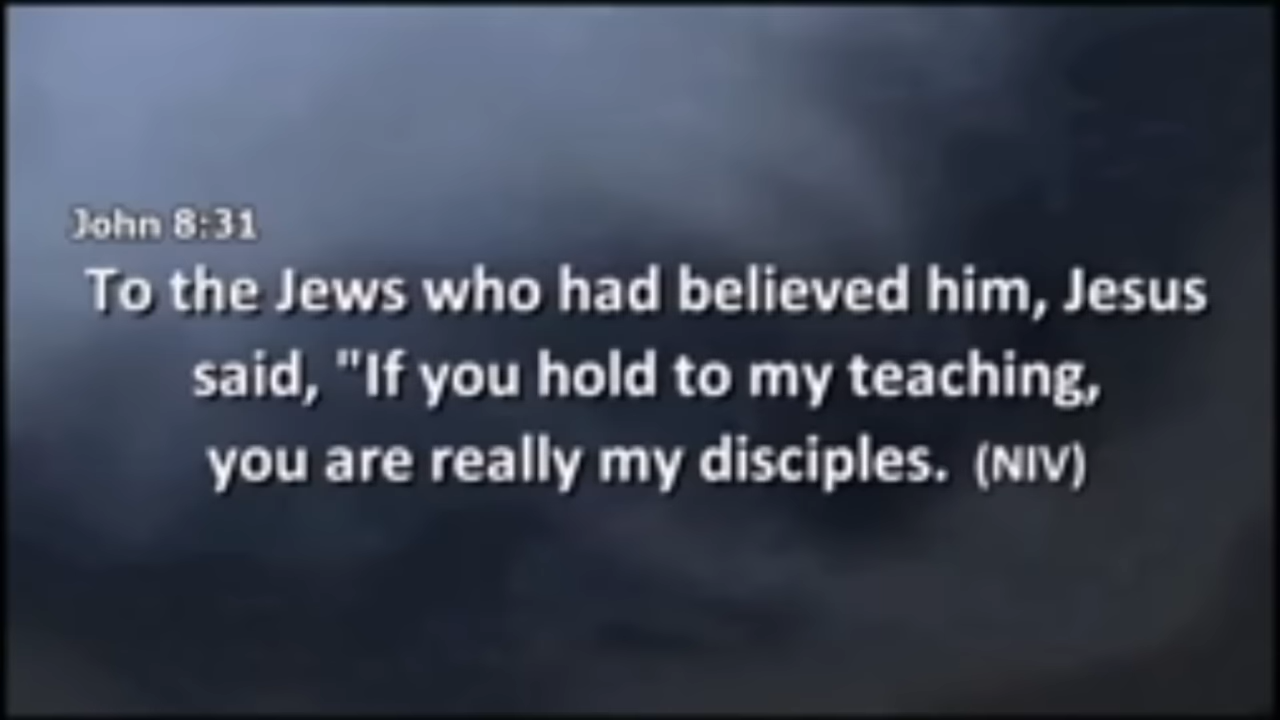 John 8:31
To the Jews who had believed him, Jesus
said, "If you hold to my teaching,
you are really my disciples. (NIV)